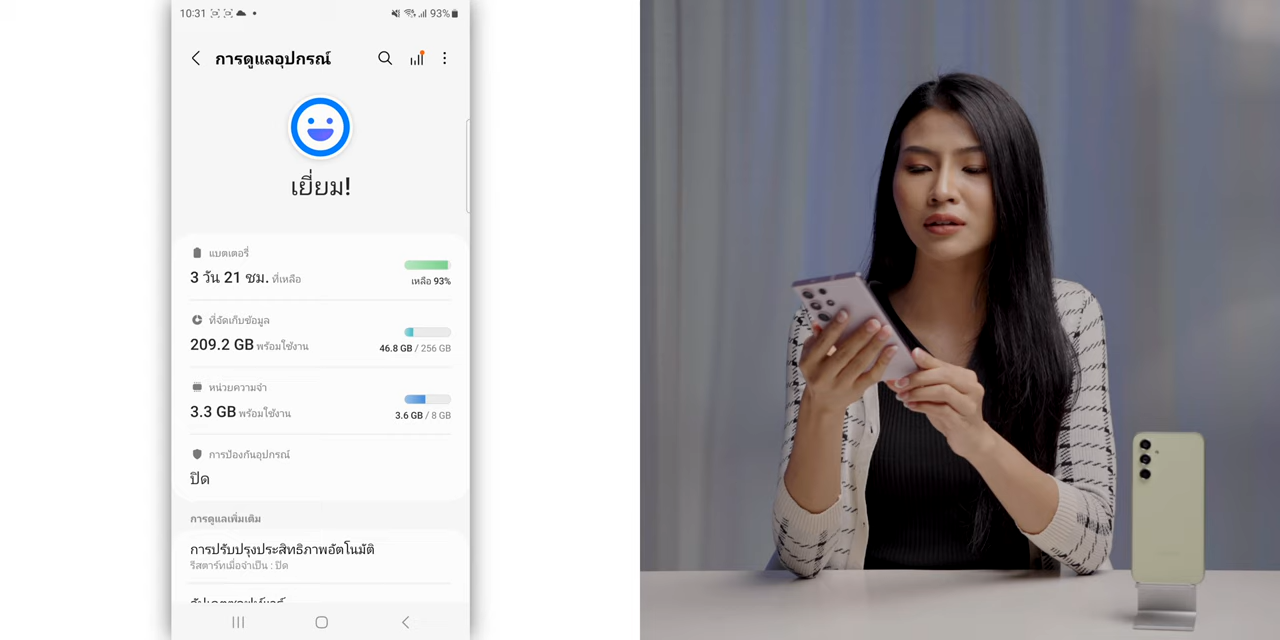 10:31
93%
การดูแลอุปกรณ์
เยี่ยม!
แบตเตอรี่
3 วัน 21 ชม. ที่เหลือ
เหลือ 93%
ที่จัดเก็บข้อมูล
209.2 GB พร้อมใช้งาน
46.8 GB / 256 GB
หน่วยความจำ
3.3 GB พร้อมใช้งาน
3.6 GB / 8 GB
การป้องกันอุปกรณ์
ปิด
การดูแลเพิ่มเติม
การปรับปรุงประสิทธิภาพอัตโนมัติ
รีสตาร์ทเมื่อจำเป็น : ปิด